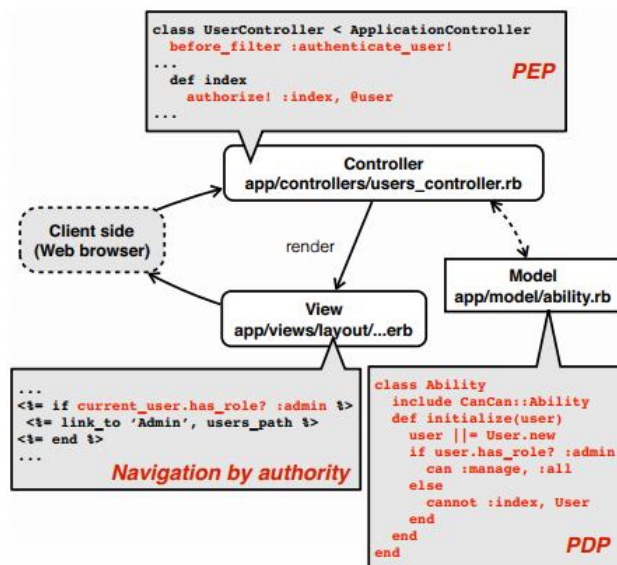 class UserController < ApplicationController
before_filter :authenticate_user!
...
def index
authorize! :index, @user
...
PEP
Controller
app/controllers/users_controller.rb
Client side
(Web browser)
render
Model
app/model/ability.rb
View
app/views/layout/...erb
...
<%= if current_user.has_role? :admin %>
<%= link_to ‘Admin’, users_path %>
<%= end %>
...
Navigation by authority
class Ability
include CanCan::Ability
def initialize(user)
user ||= User.new
if user.has_role? :admin
can :manage, :all
else
cannot :index, User
end
end
end
PDP